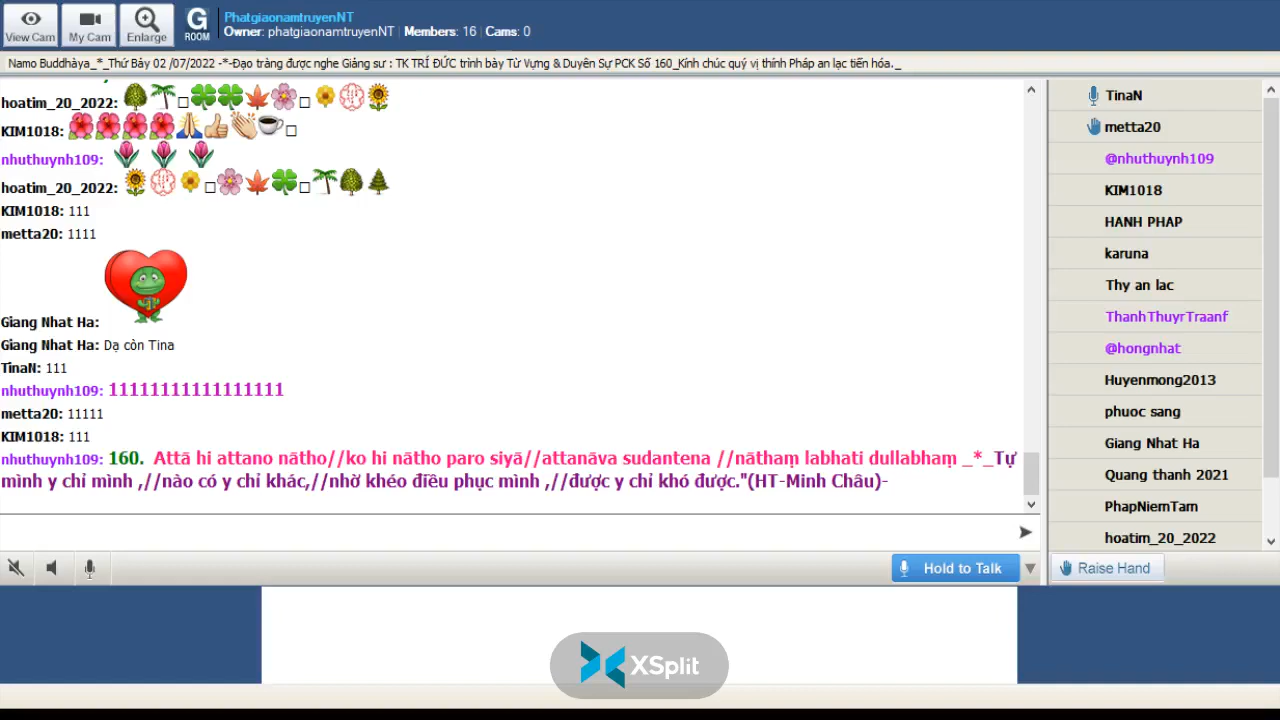 View Cam
My Cam
Enlarge
G
ROOM
PhatgiaonamtruyenNT
Owner: phatgiaonamtruyenNT | Members: 16 | Cams: 0
Namo Buddhàya_*_Thứ Bảy 02 /07/2022 -*-Đạo tràng được nghe Giảng sư : TK TRÍ ĐỨC trình bày Từ Vựng & Duyên Sự PCK Số 160_Kính chúc quý vị thính Pháp an lạc tiến hóa._
hoatim_20_2022:
KIM1018:
nhuthuynh109:
hoatim_20_2022:
KIM1018: 111
metta20: 1111
Giang Nhat Ha:
Giang Nhat Ha: Dạ còn Tina
TinaN: 111
nhuthuynh109: 11111111111111111
metta20: 11111
KIM1018: 111
nhuthuynh109: 160. Attā hi attano nātho//ko hi nātho paro siyā//attanāva sudantena //nāthaṃ labhati dullabhaṃ _*_Tự
mình y chỉ mình ,//nào có y chỉ khác,//nhờ khéo điều phục mình ,//được y chỉ khó được."(HT-Minh Châu)-
Hold to Talk
TinaN
metta20
@nhuthuynh109
KIM1018
HANH PHAP
karuna
Thy an lac
ThanhThuyrTraanf
@hongnhat
Huyenmong2013
phuoc sang
Giang Nhat Ha
Quang thanh 2021
PhapNiemTam
hoatim_20_2022
Raise Hand
XSplit